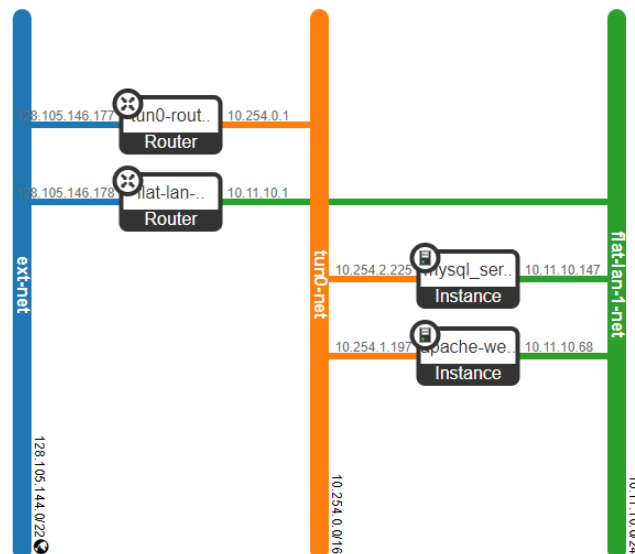 128.105.146.177
tun0-rout..
10.254.0.1
Router
128.105.146.178
flat-lan-..
10.11.10.1
Router
ext-net
tun0-net
flat-lan-1-net
10.254.2.225
mysql_ser..
10.11.10.147
Instance
10.254.1.197
apache-we..
10.11.10.68
Instance
128.105.144.0/22
10.254.0.0/16